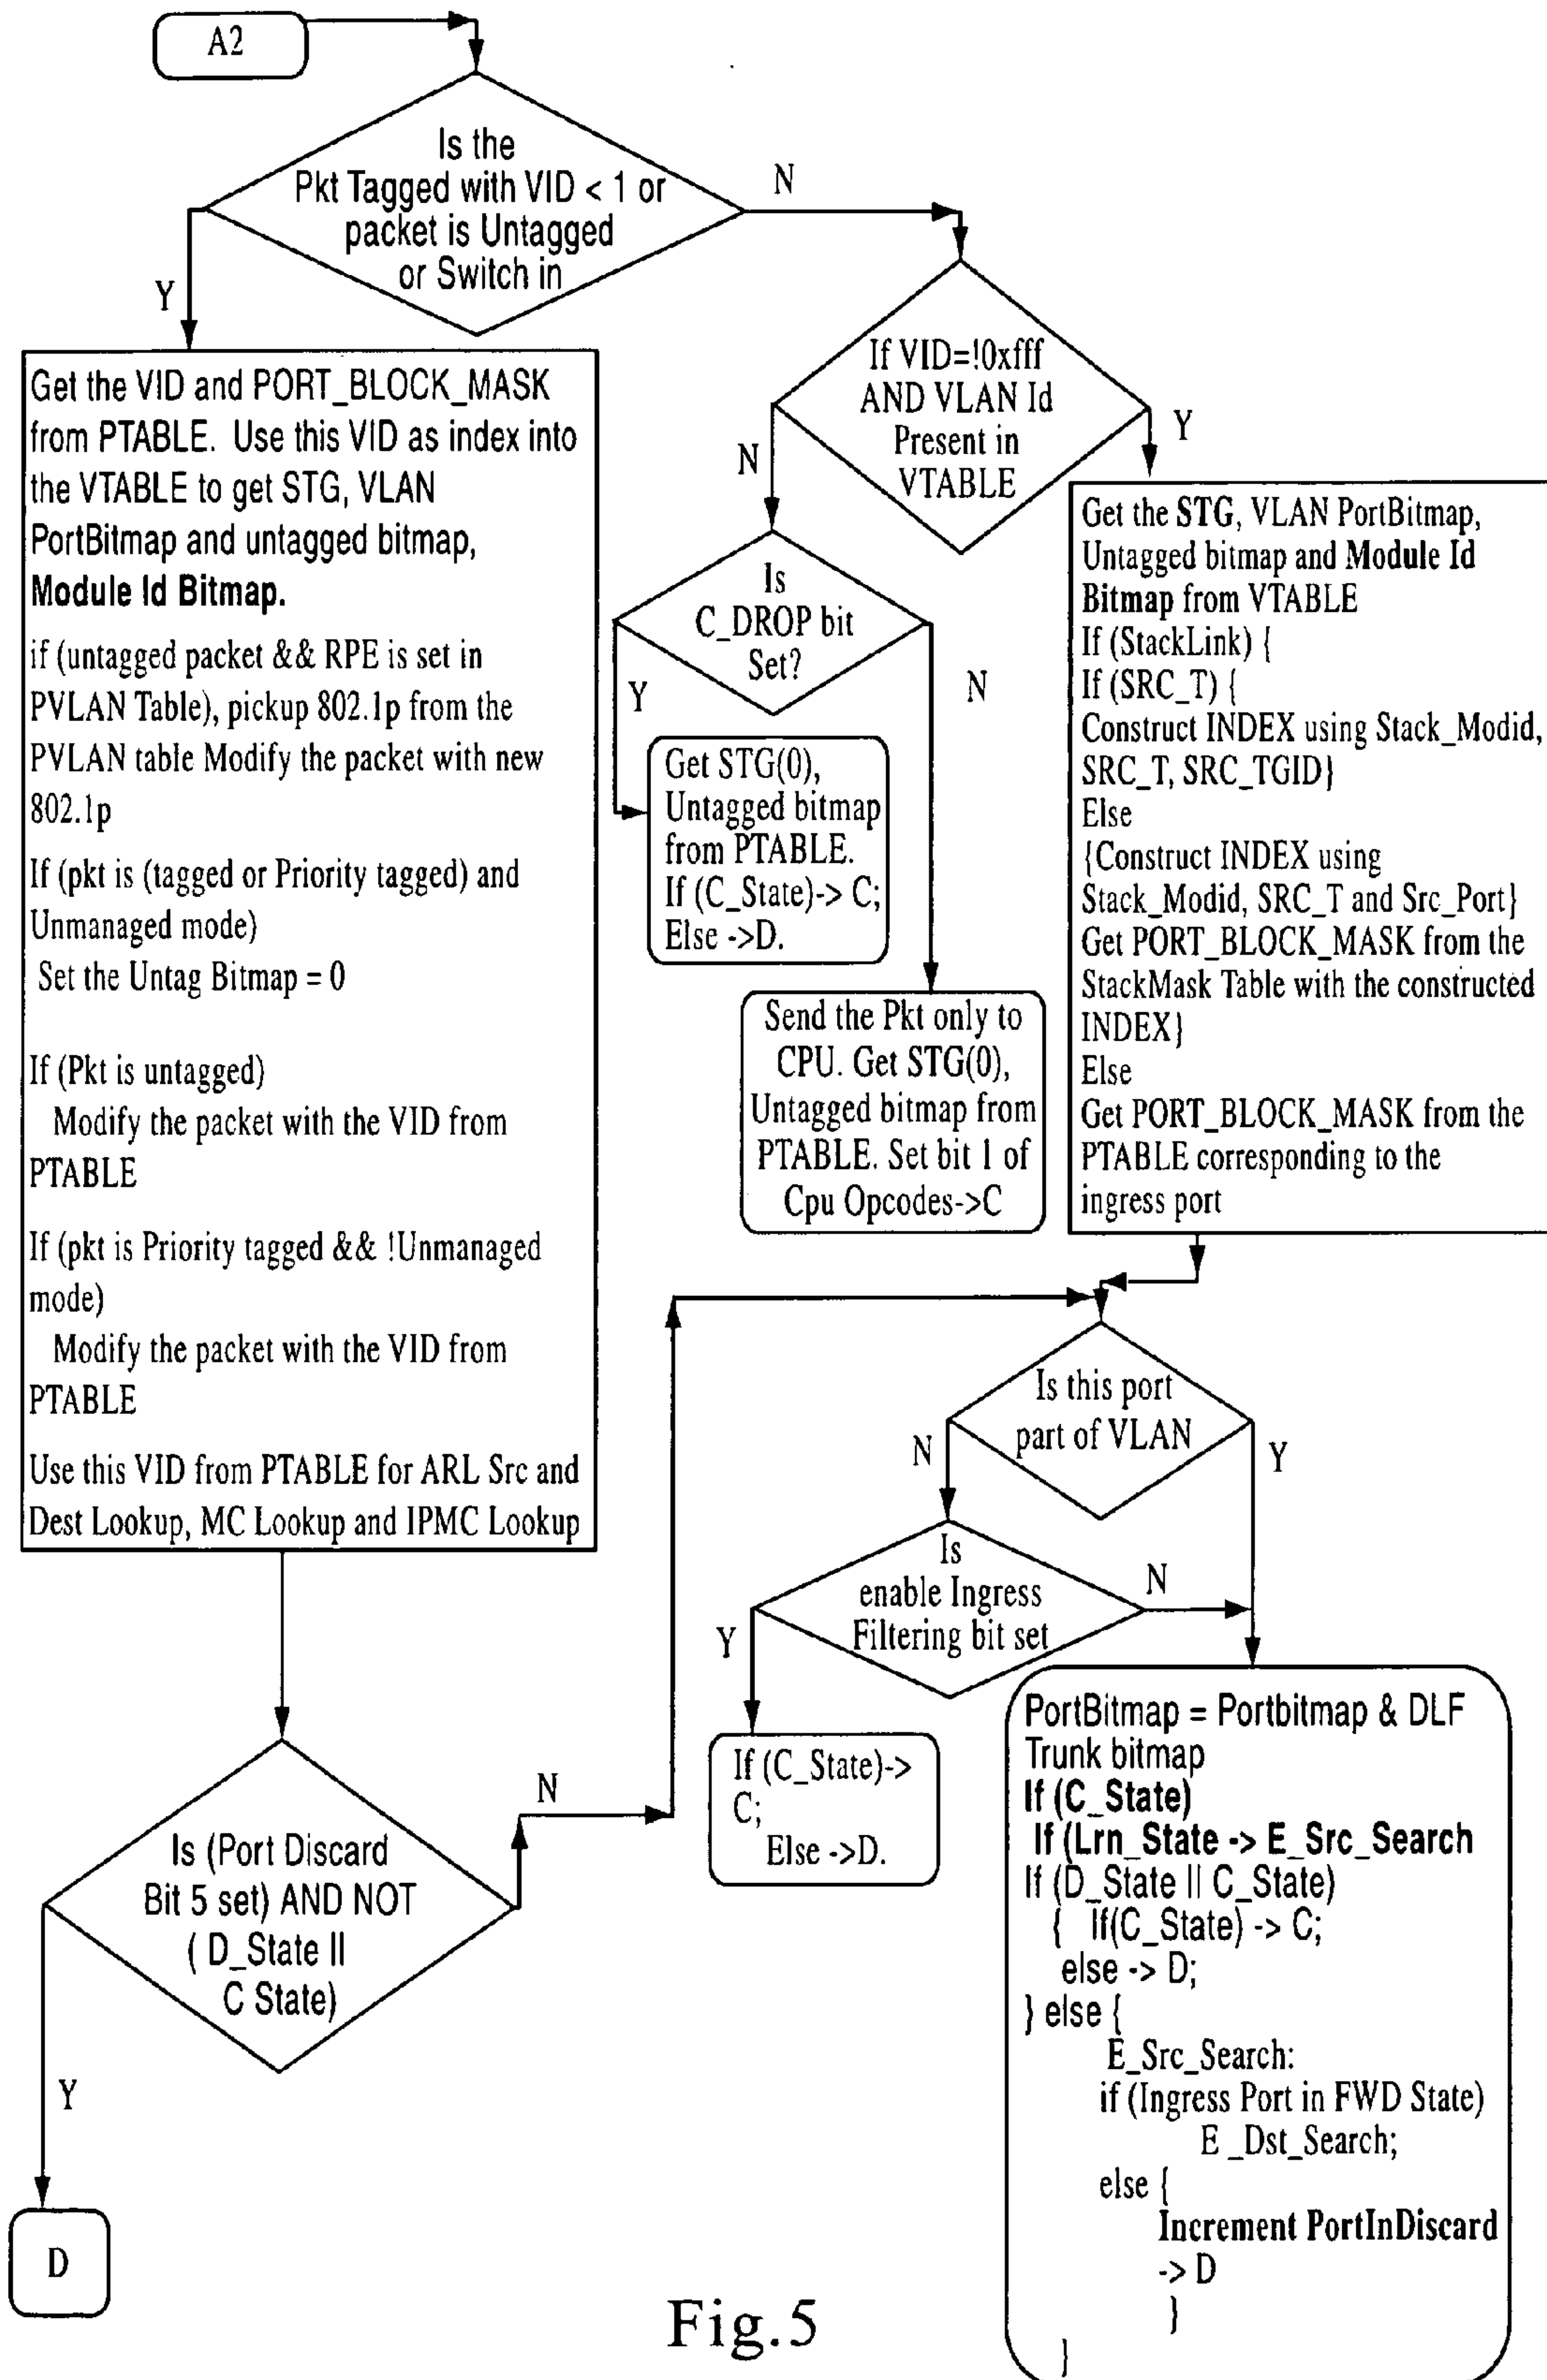 A2
Is the
Pkt Tagged with VID < 1 or
packet is Untagged
or Switch in
N
Y
Get the VID and PORT_BLOCK_MASK
from PTABLE. Use this VID as index into
the VTABLE to get STG, VLAN
PortBitmap and untagged bitmap,
Module Id Bitmap.
if (untagged packet && RPE is set in
PVLAN Table), pickup 802.1p from the
PVLAN table Modify the packet with new
802.1p
If (pkt is (tagged or Priority tagged) and
Unmanaged mode)
Set the Untag Bitmap = 0
If (Pkt is untagged)
Modify the packet with the VID from
PTABLE
If (pkt is Priority tagged && !Unmanaged
mode)
Modify the packet with the VID from
PTABLE
Use this VID from PTABLE for ARL Src and
Dest Lookup, MC Lookup and IPMC Lookup
If VID=!0xfff
AND VLAN Id
Present in
VTABLE
N
Y
Is
C_DROP bit
Set?
Y
N
Get STG(0),
Untagged bitmap
from PTABLE.
If (C_State)-> C;
Else ->D.
Send the Pkt only to
CPU. Get STG(0),
Untagged bitmap from
PTABLE. Set bit 1 of
Cpu Opcodes->C
Get the STG, VLAN PortBitmap,
Untagged bitmap and Module Id
Bitmap from VTABLE
If (StackLink) {
If (SRC_T) {
Construct INDEX using Stack_Modid,
SRC_T, SRC_TGID}
Else
{Construct INDEX using
Stack_Modid, SRC_T and Src_Port}
Get PORT_BLOCK_MASK from the
StackMask Table with the constructed
INDEX}
Else
Get PORT_BLOCK_MASK from the
PTABLE corresponding to the
ingress port
Is this port
part of VLAN
N
Y
Is
enable Ingress
Filtering bit set
N
Y
If (C_State)->
C;
Else ->D.
Is (Port Discard
Bit 5 set) AND NOT
( D_State ||
C State)
N
Y
D
PortBitmap = Portbitmap & DLF
Trunk bitmap
If (C_State)
If (Lrn_State -> E_Src_Search
If (D_State || C_State)
{ If(C_State) -> C;
else -> D;
} else {
E_Src_Search:
if (Ingress Port in FWD State)
E _Dst_Search;
else {
Increment PortInDiscard
-> D
}
}
Fig.5